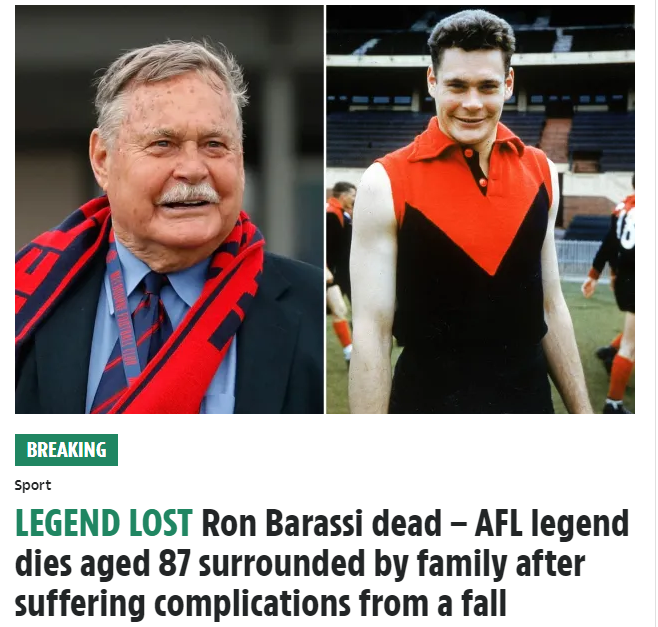 BREAKING
Sport
LEGEND LOST Ron Barassi dead – AFL legend
dies aged 87 surrounded by family after
suffering complications from a fall